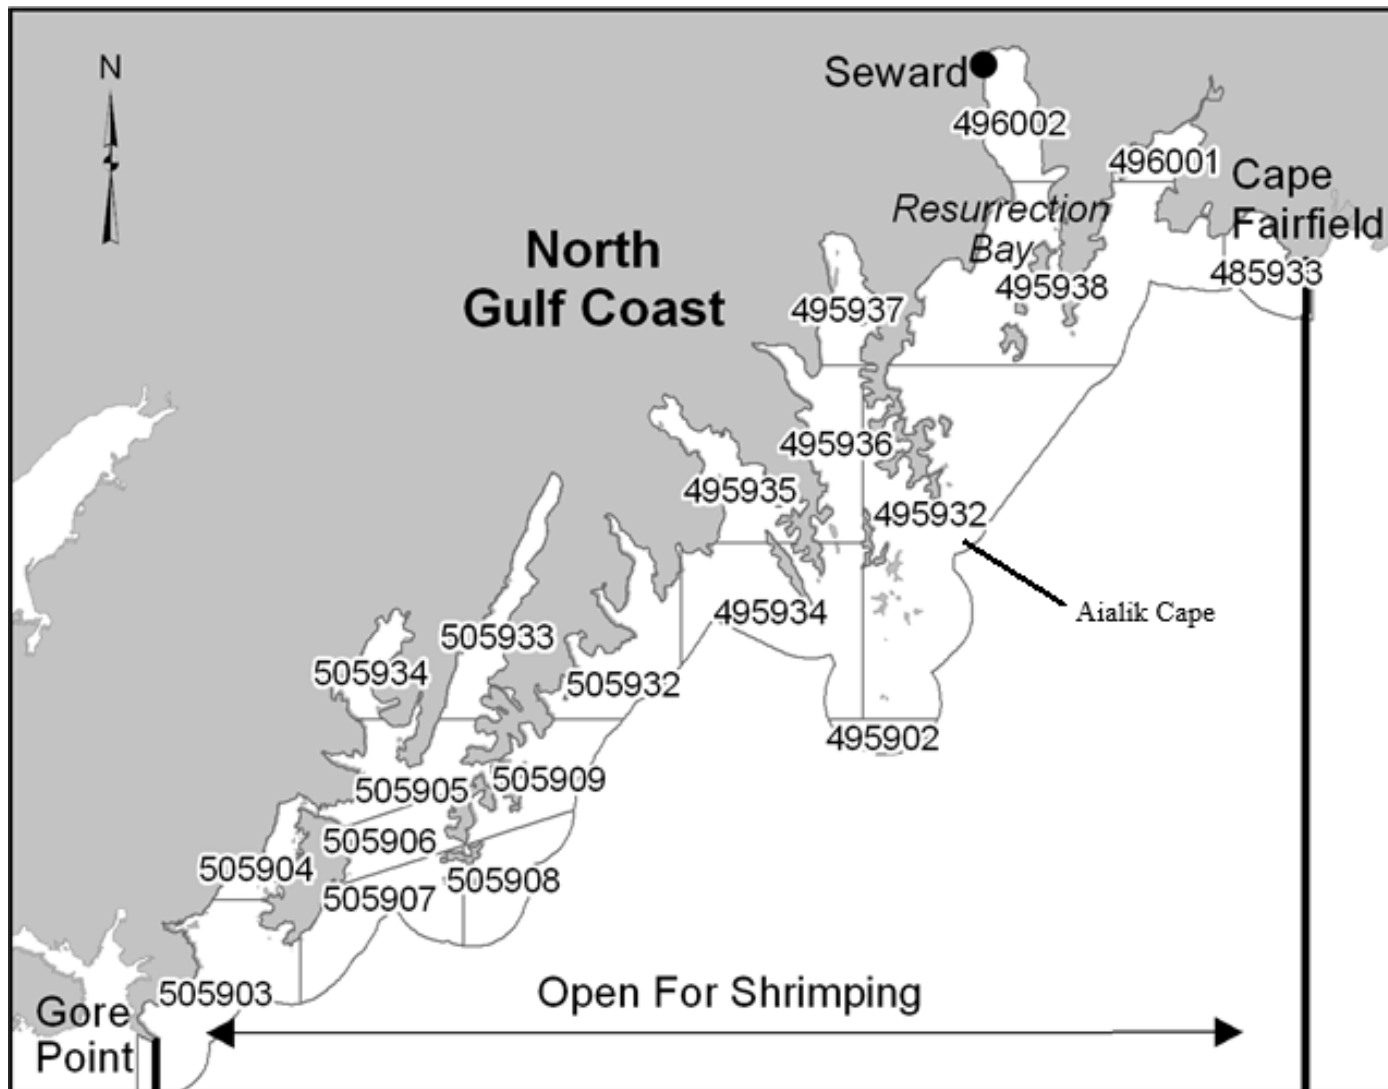 N
Seward
496002
496001
Cape
Fairfield
Resurrection
Bay
North
Gulf Coast
485933
495938
495937
495936
495935
495932
Aialik Cape
495934
505933
505934
505932
495902
505909
505905
505906
505904
505908
505907
505903
Open For Shrimping
Gore
Point